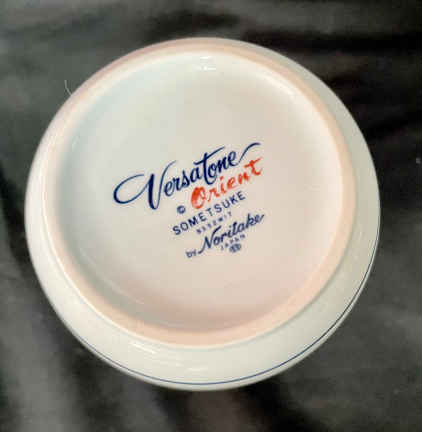 Versatone
© Orient
SOMETSUKE
by Noritake
JAPAN